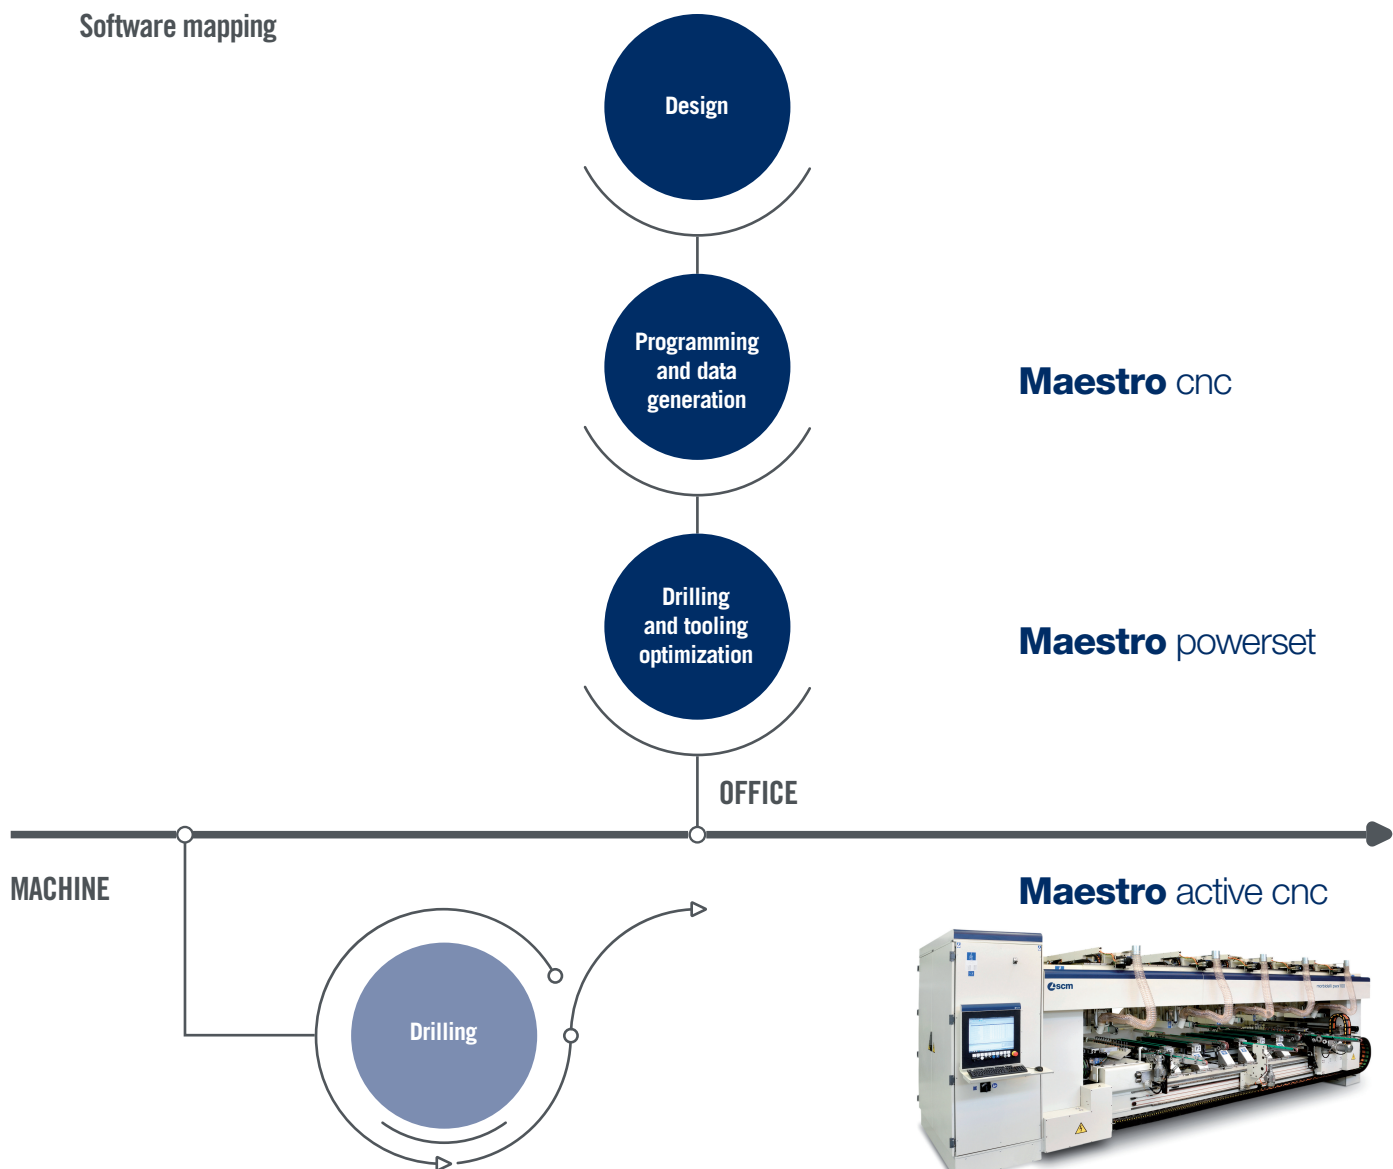 Software mapping
Design
Programming
and data
generation
Maestro cnc
Drilling
and tooling
optimization
Maestro powerset
OFFICE
MACHINE
Maestro active cnc
Drilling
scm